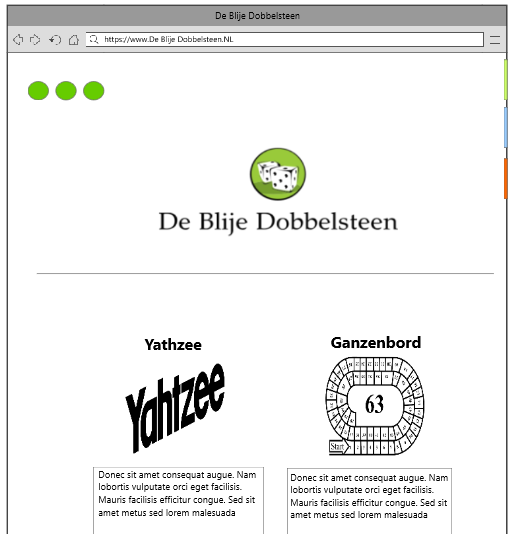 De Blije Dobbelsteen
https://www.De Blije Dobbelsteen.NL
De Blije Dobbelsteen
Yathzee
Ganzenbord
Yahtzee
63
Start
Donec sit amet consequat augue. Nam
lobortis vulputate orci eget facilisis.
Mauris facilisis efficitur congue. Sed sit
amet metus sed lorem malesuada
Donec sit amet consequat augue. Nam
lobortis vulputate orci eget facilisis.
Mauris facilisis efficitur congue. Sed sit
amet metus sed lorem malesuada